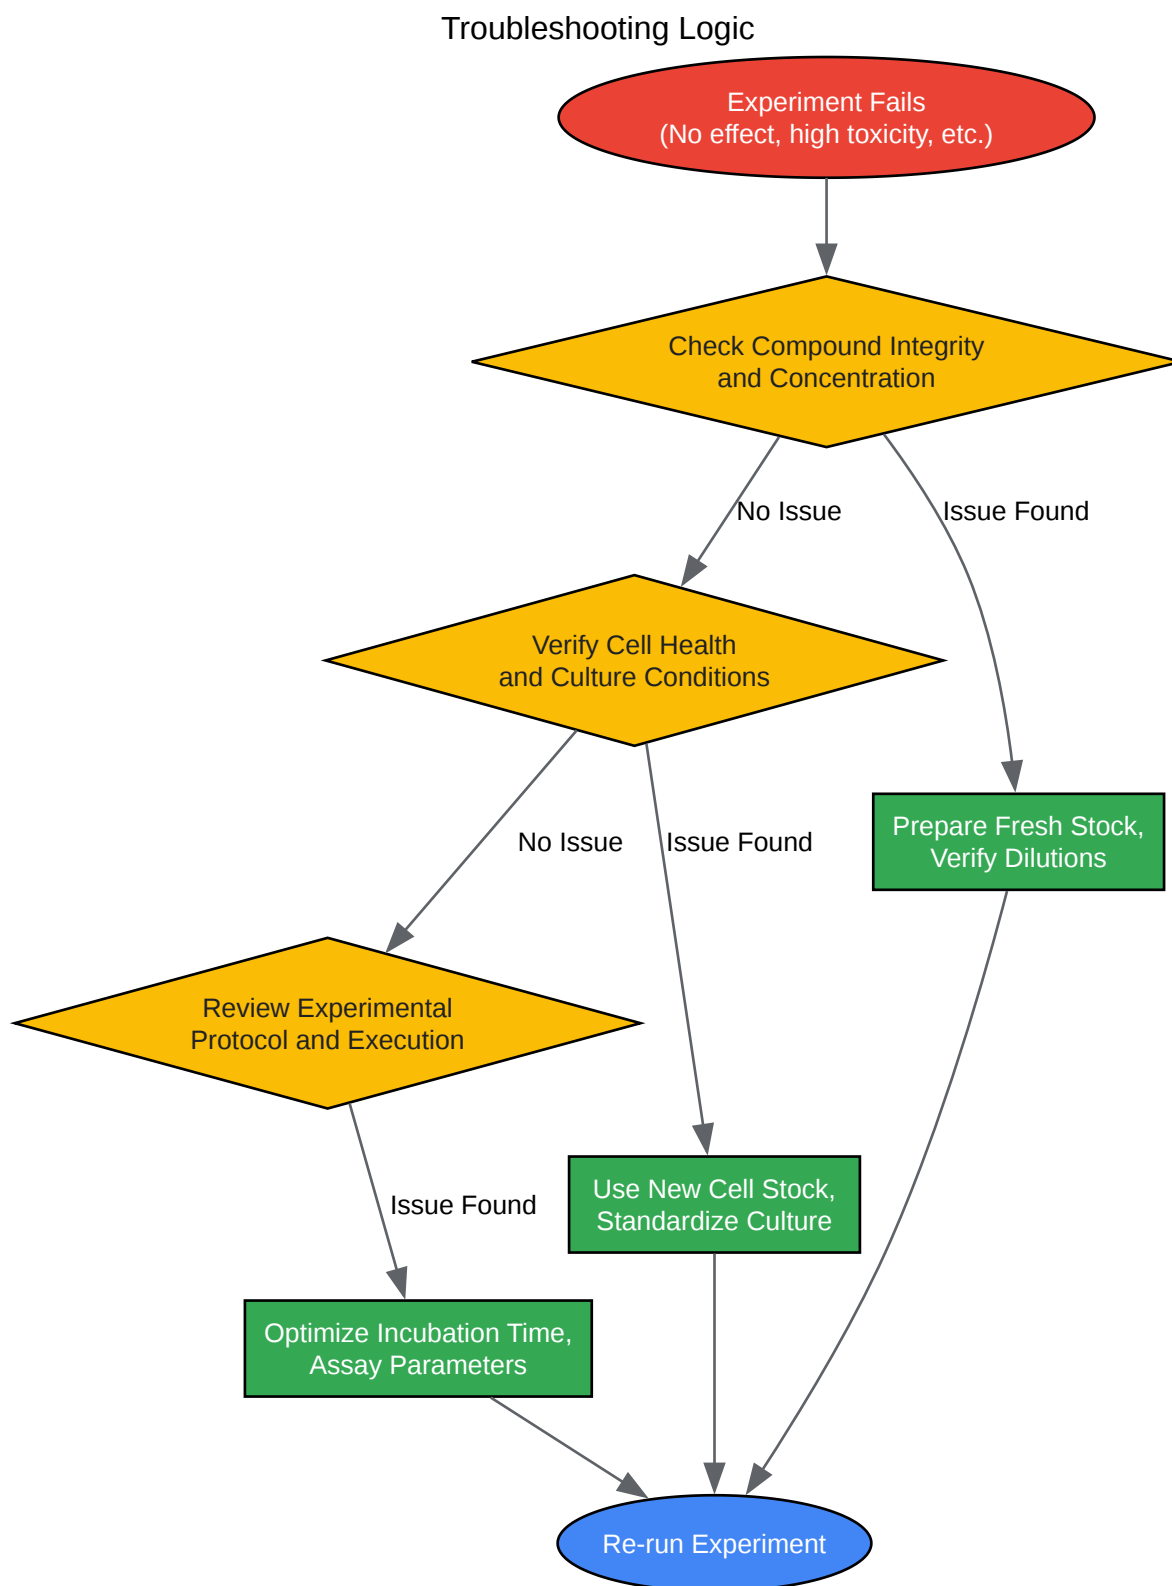 Troubleshooting Logic
Experiment Fails
(No effect, high toxicity, etc.)
Check Compound Integrity
and Concentration
No Issue
Issue Found
Verify Cell Health
and Culture Conditions
No Issue
Issue Found
Prepare Fresh Stock,
Verify Dilutions
Review Experimental
Protocol and Execution
Issue Found
Use New Cell Stock,
Standardize Culture
Optimize Incubation Time,
Assay Parameters
Re-run Experiment